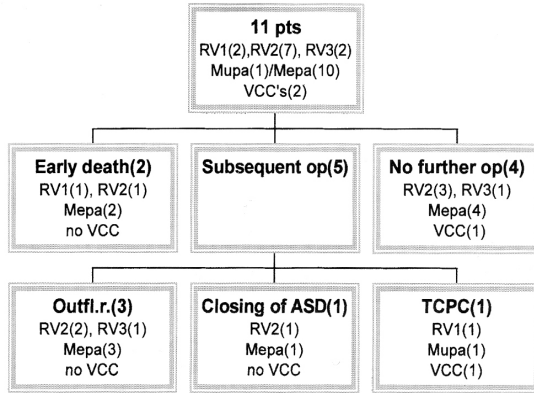 11 pts
RV1(2),RV2(7), RV3(2)
Mupa(1)/Mepa(10)
VCC's(2)
Early death(2)
RV1(1), RV2(1)
Mepa(2)
no VCC
Subsequent op(5)
No further op(4)
RV2(3), RV3(1)
Mepa(4)
VCC(1)
Outfl.r.(3)
RV2(2), RV3(1)
Mepa(3)
no VCC
Closing of ASD(1)
RV2(1)
Mepa(1)
no VCC
TCPC(1)
RV1(1)
Mupa(1)
VCC(1)